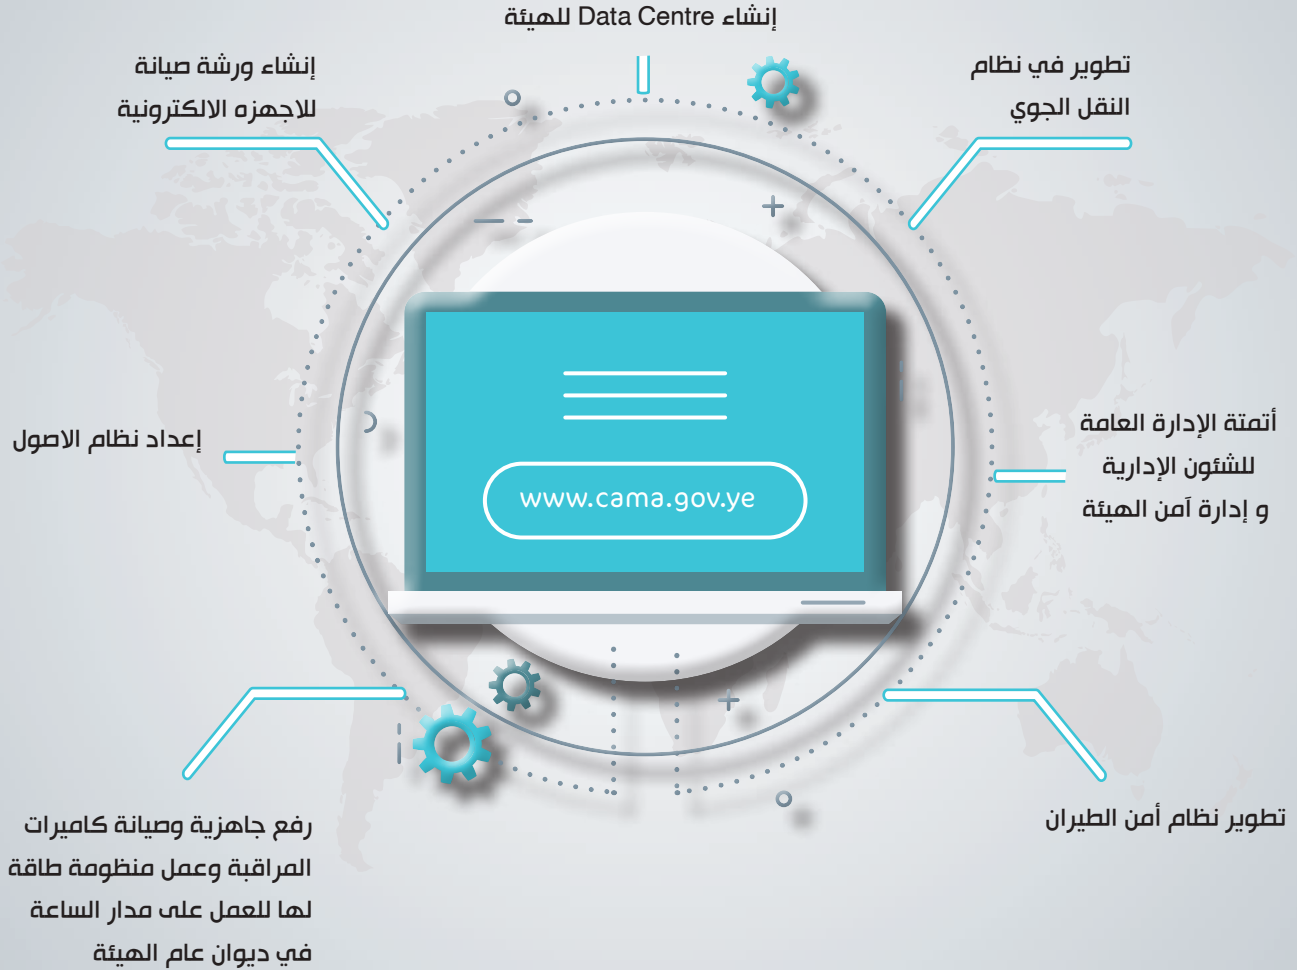 إنشاء Data Centre للهيئة
تطوير في نظام
النقل الجوي
إنشاء ورشة صيانة
للاجهزه الالكترونية
أتمتة الإدارة العامة
للشئون الإدارية
و إدارة آمن الهيئة
إعداد نظام الاصول
www.cama.gov.ye
تطوير نظام أمن الطيران
رفع جاهزية وصيانة كاميرات
المراقبة وعمل منظومة طاقة
لها للعمل على مدار الساعة
في ديوان عام الهيئة